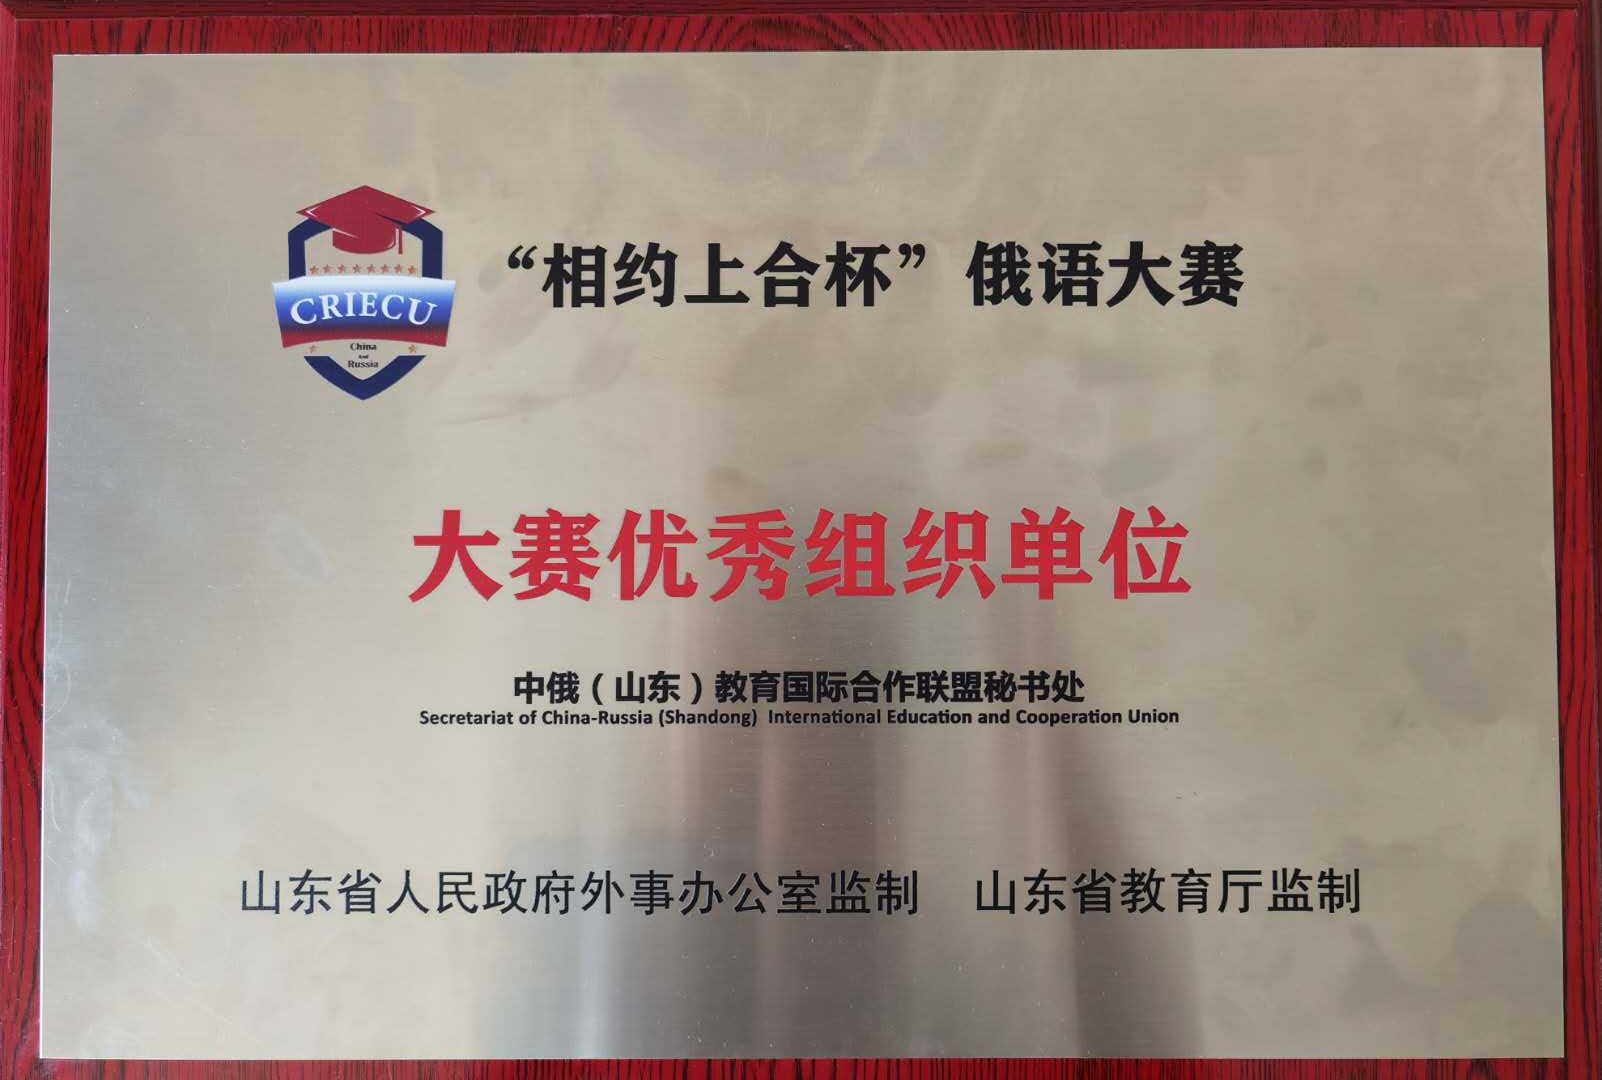 “相约上合杯”俄语大赛
CRIECU
China
And
Russia
大赛优秀组织单位
中俄（山东）教育国际合作联盟秘书处
Secretariat of China-Russia (Shandong) International Education and Cooperation Union
山东省人民政府外事办公室监制 山东省教育厅监制